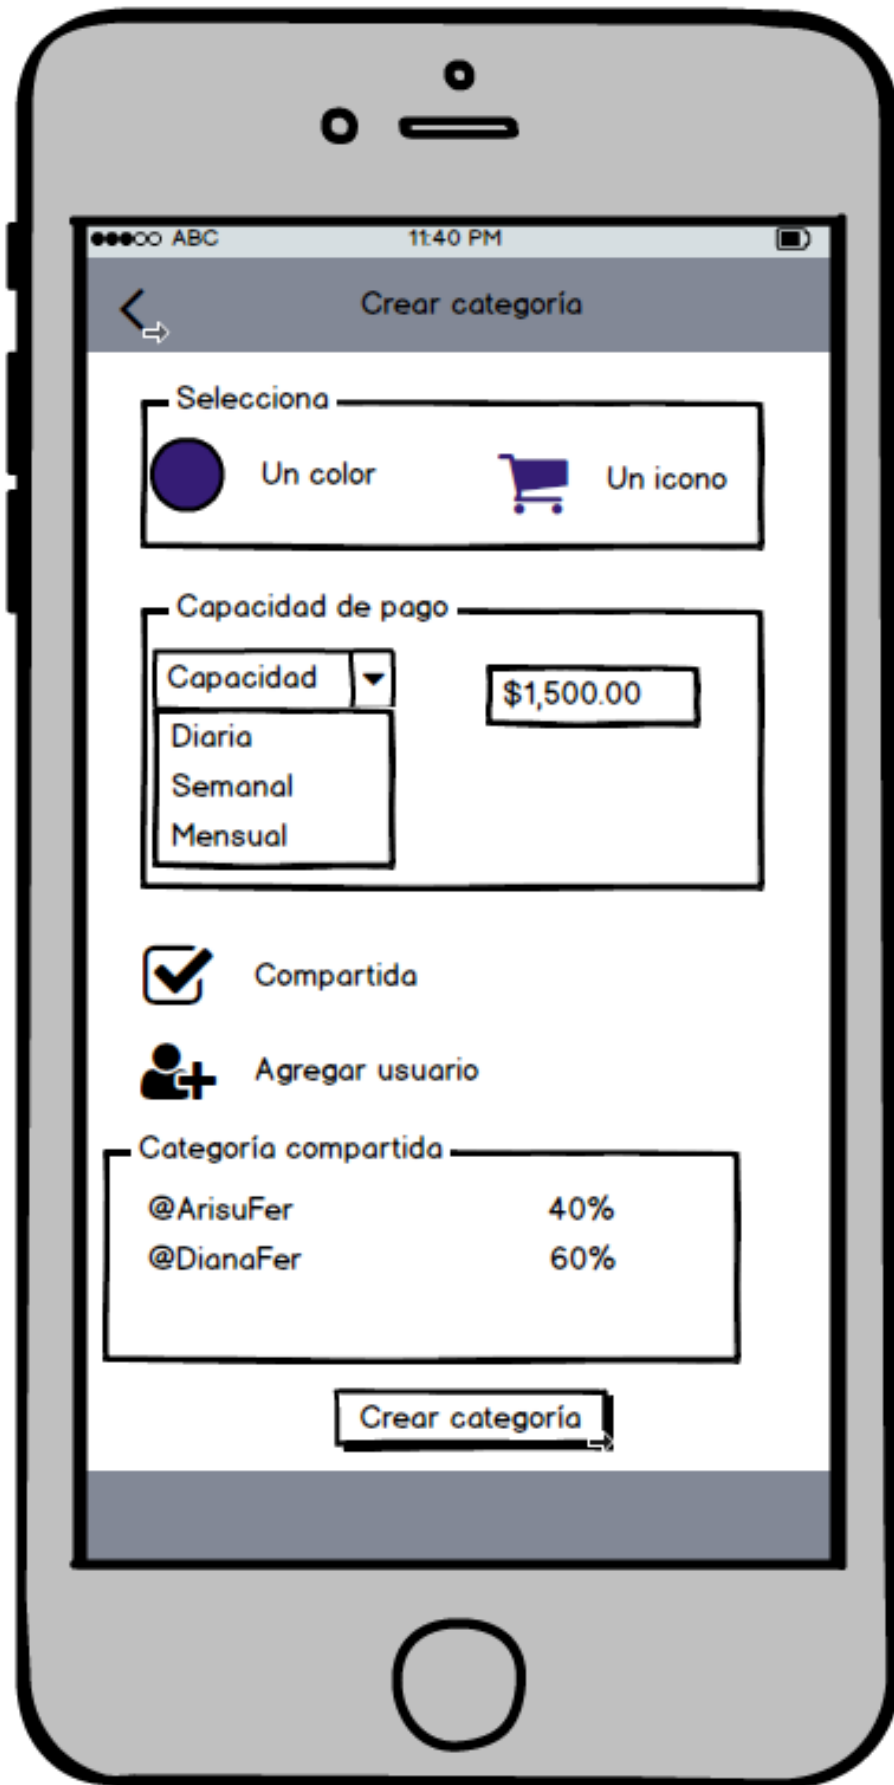 ABC 11:40 PM
Crear categoría
Selecciona
Un color Un icono
Capacidad de pago
Capacidad $1,500.00
Diaria
Semanal
Mensual
Compartida
Agregar usuario
Categoría compartida
@ArisuFer 40%
@DianaFer 60%
Crear categoría